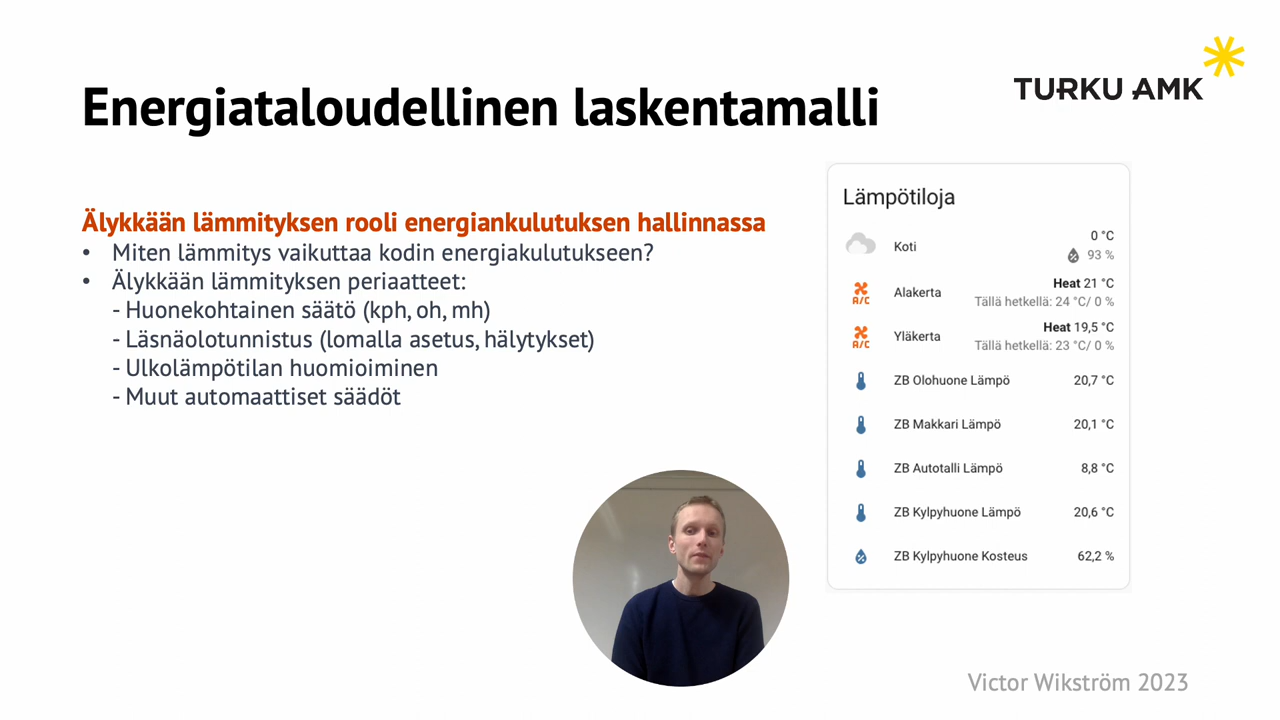 Energiataloudellinen laskentamalli
TURKU AMK
Älykkään lämmityksen rooli energiankulutuksen hallinnassa
• Miten lämmitys vaikuttaa kodin energiakulutukseen?
• Älykkään lämmityksen periaatteet:
- Huonekohtainen säätö (kph, oh, mh)
- Läsnäolotunnistus (lomalla asetus, hälytykset)
- Ulkolämpötilan huomioiminen
- Muut automaattiset säädöt
Lämpötiloja
Koti 0 °C
93 %
A/C Alakerta Heat 21 °C
Tällä hetkellä: 24 °C/ 0 %
A/C Yläkerta Heat 19,5 °C
Tällä hetkellä: 23 °C/ 0 %
ZB Olohuone Lämpö 20,7 °C
ZB Makkari Lämpö 20,1 °C
ZB Autotalli Lämpö 8,8 °C
ZB Kylpyhuone Lämpö 20,6 °C
ZB Kylpyhuone Kosteus 62,2 %
Victor Wikström 2023